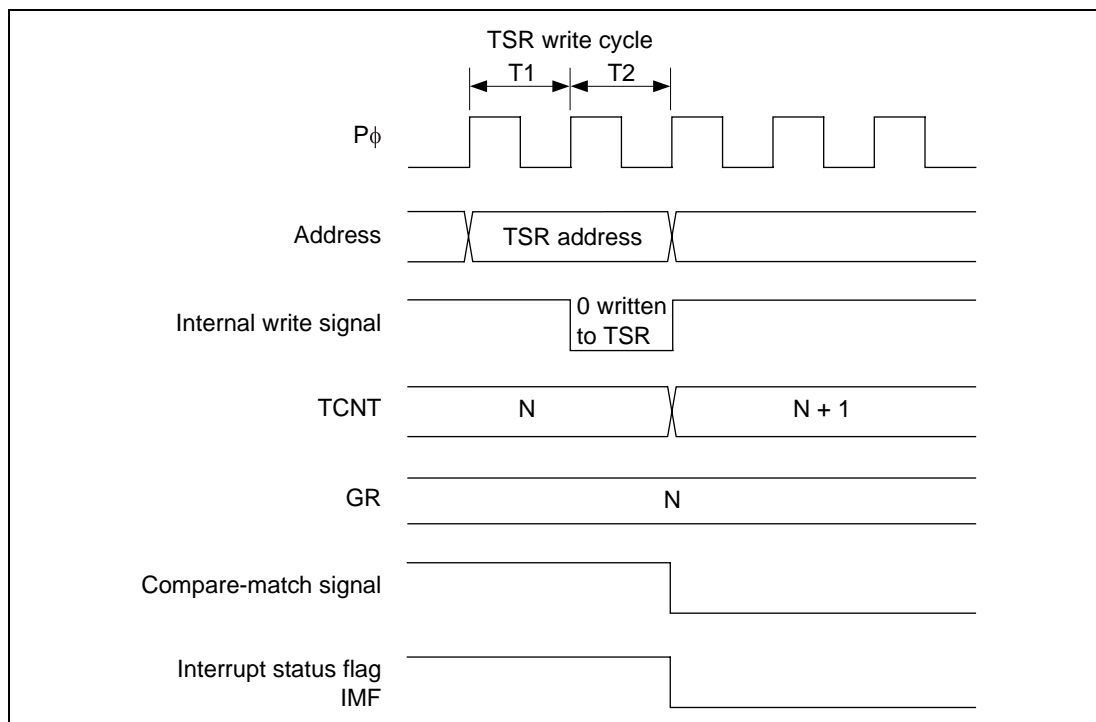 TSR write cycle
T1 T2
Pϕ
Address TSR address
Internal write signal 0 written
to TSR
TCNT N N + 1
GR N
Compare-match signal
Interrupt status flag
IMF